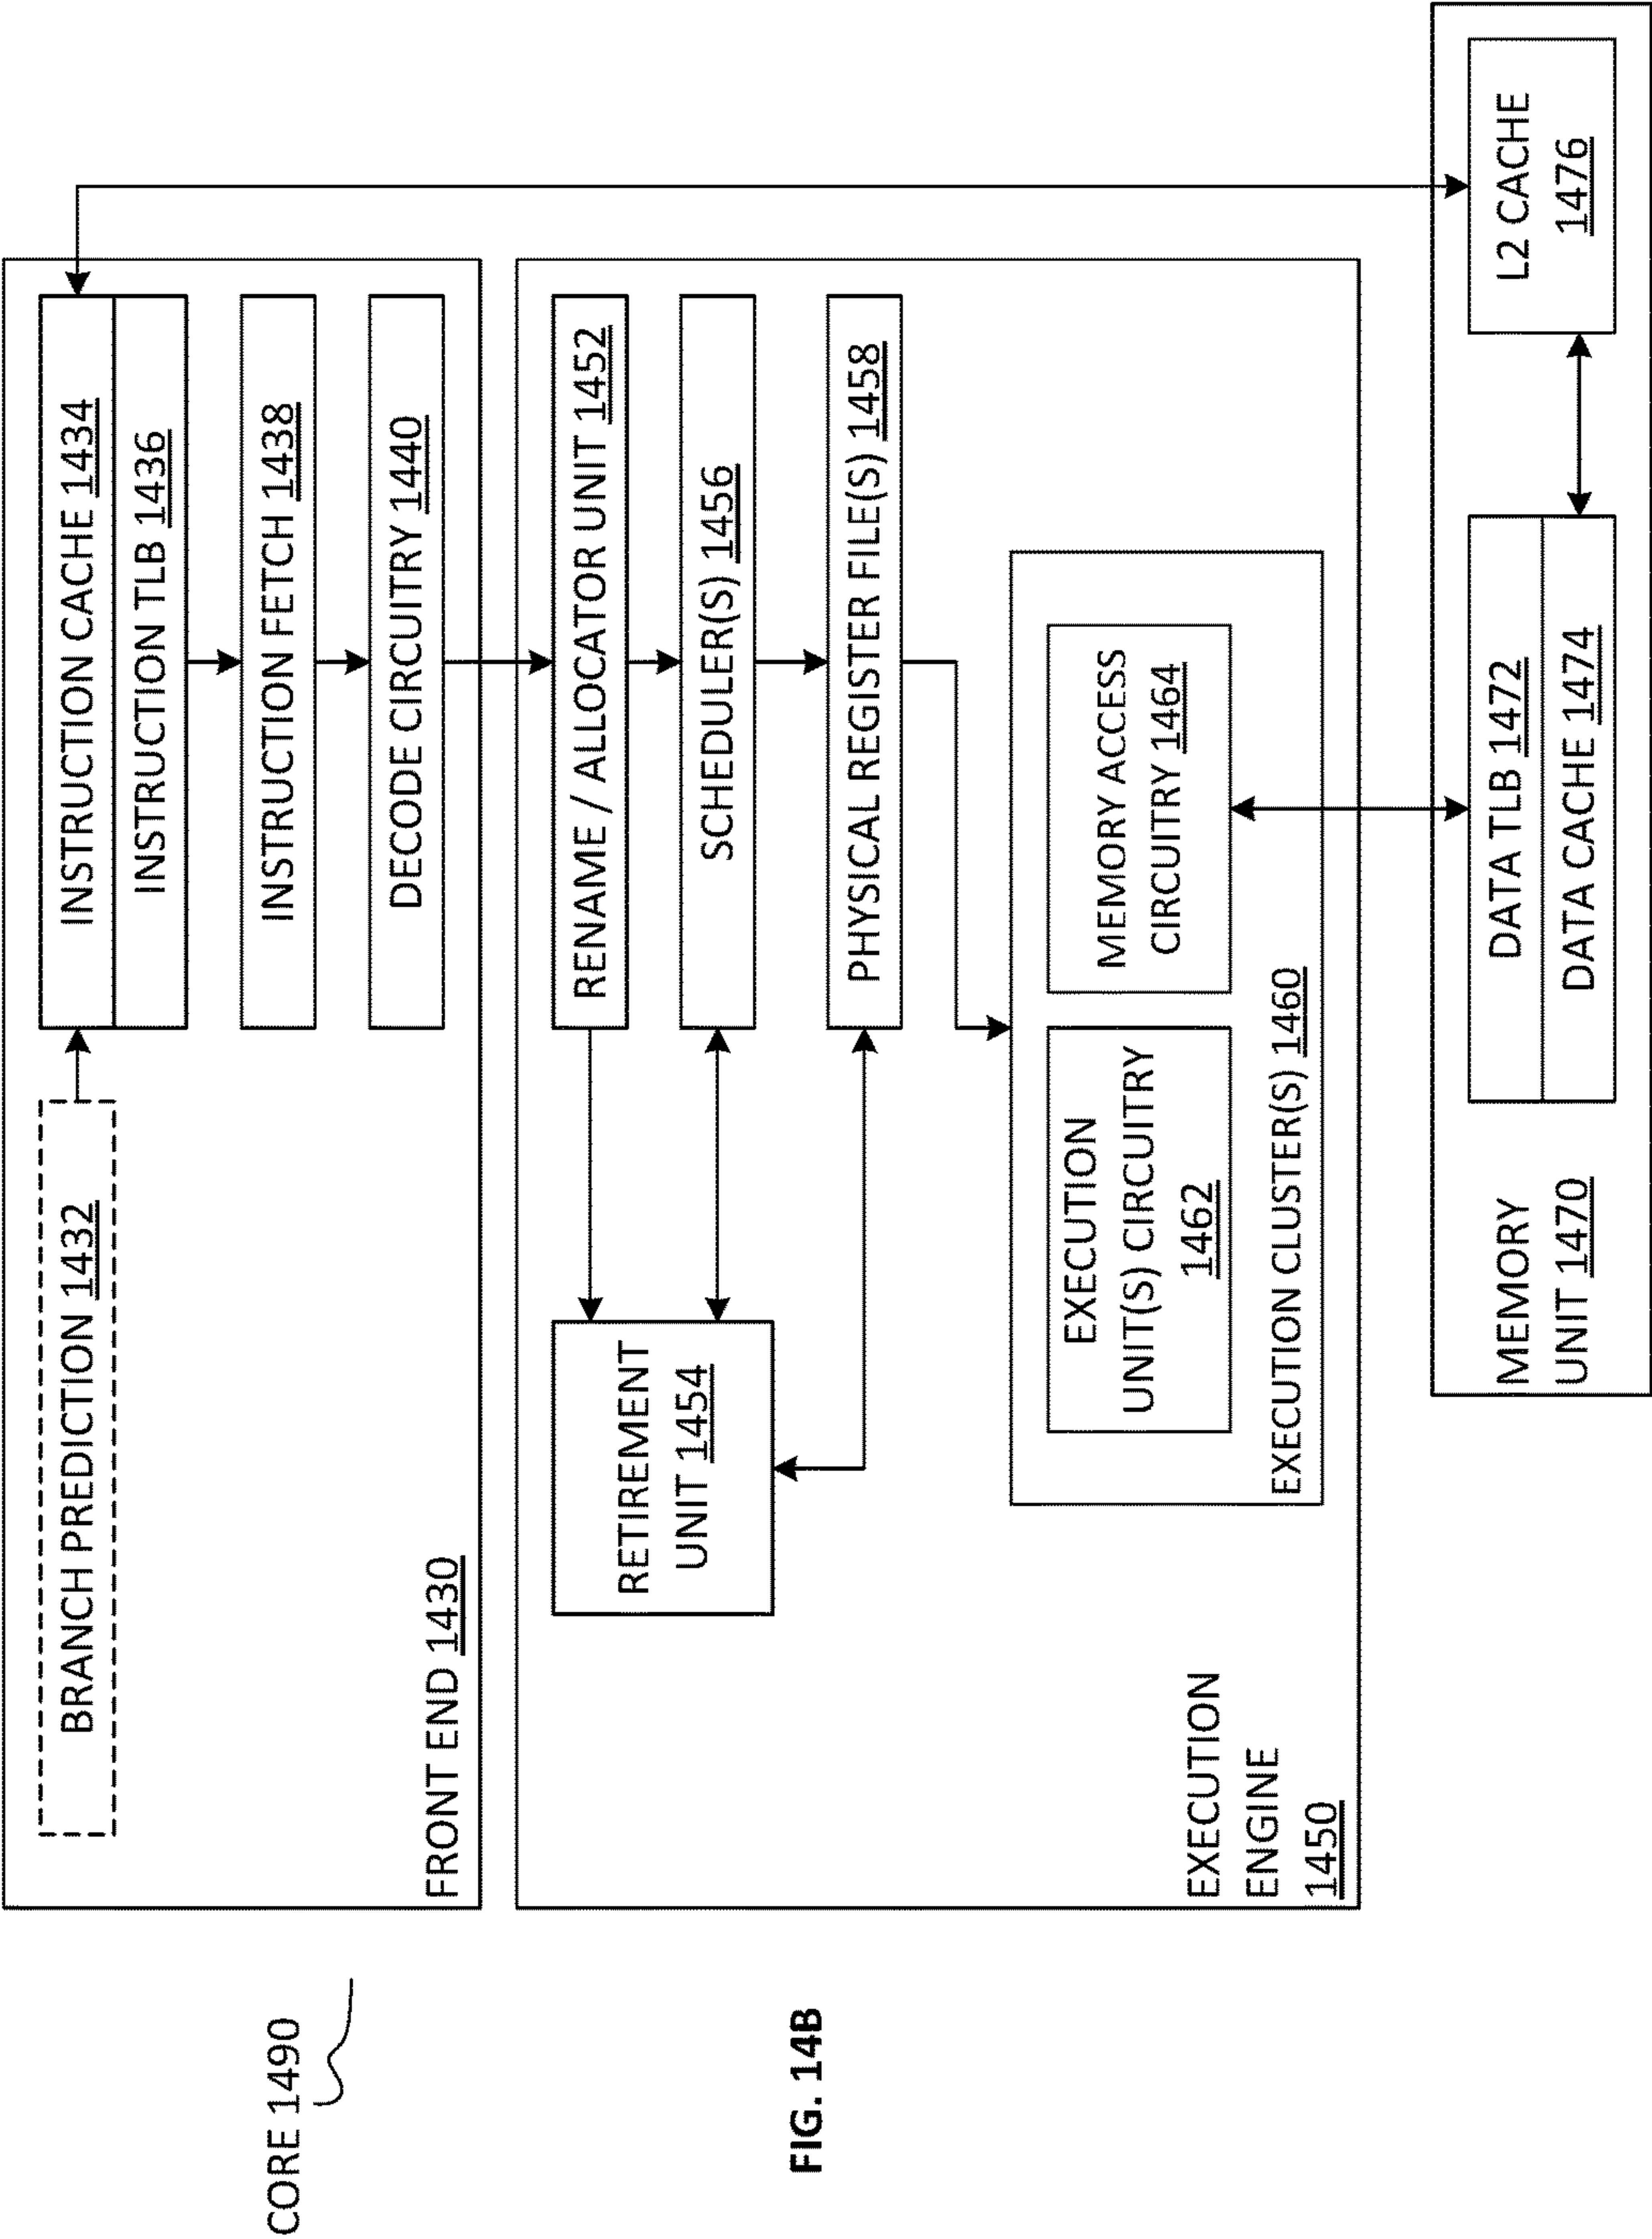 CORE 1490
BRANCH PREDICTION 1432
INSTRUCTION CACHE 1434
INSTRUCTION TLB 1436
INSTRUCTION FETCH 1438
DECODE CIRCUITRY 1440
FRONT END 1430
RENAME / ALLOCATOR UNIT 1452
RETIREMENT
UNIT 1454
SCHEDULER(S) 1456
PHYSICAL REGISTER FILE(S) 1458
EXECUTION
UNIT(S) CIRCUITRY
1462
MEMORY ACCESS
CIRCUITRY 1464
EXECUTION CLUSTER(S) 1460
EXECUTION
ENGINE
1450
MEMORY
UNIT 1470
DATA TLB 1472
DATA CACHE 1474
L2 CACHE
1476
FIG. 14B